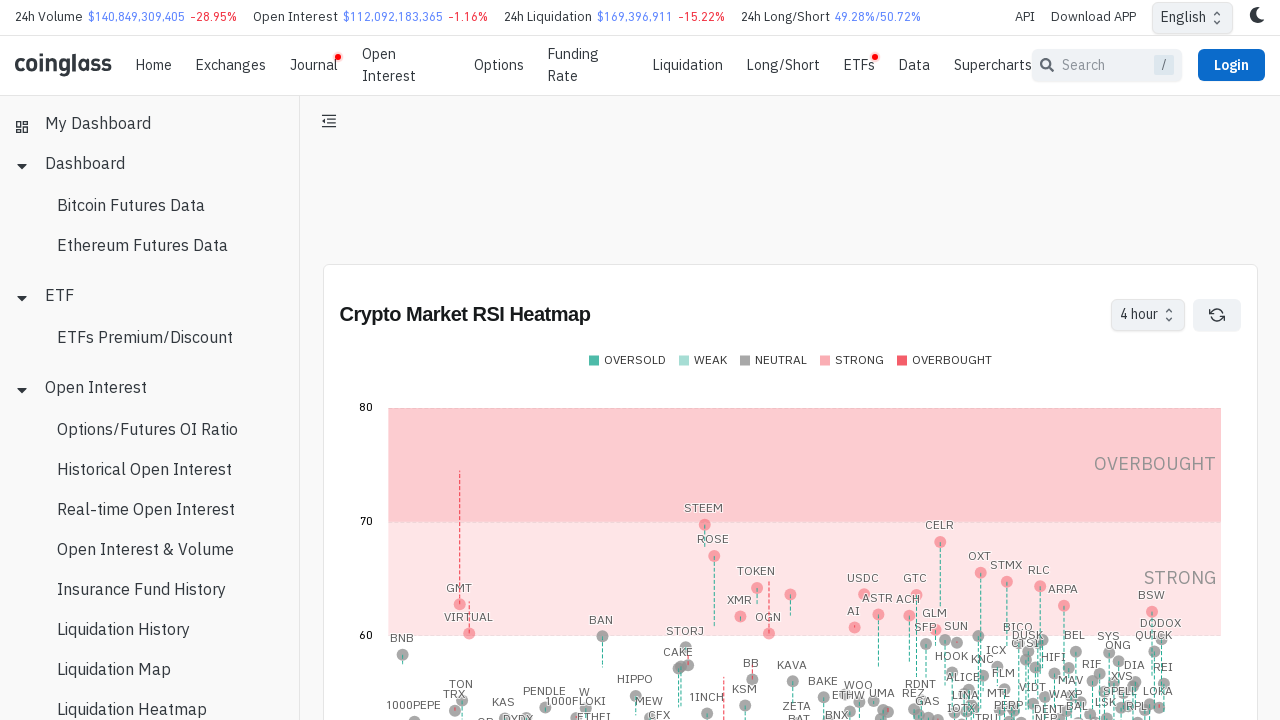 24h Volume $140,849,309,405 -28.95% Open Interest $112,092,183,365 -1.16% 24h Liquidation $169,396,911 -15.22% 24h Long/Short 49.28%/50.72% API Download APP English
coinglass Home Exchanges Journal Open Interest Options Funding Rate Liquidation Long/Short ETFs Data Supercharts Search / Login
My Dashboard
Dashboard
Bitcoin Futures Data
Ethereum Futures Data
ETF
ETFs Premium/Discount
Open Interest
Options/Futures OI Ratio
Historical Open Interest
Real-time Open Interest
Open Interest & Volume
Insurance Fund History
Liquidation History
Liquidation Map
Liquidation Heatmap
Crypto Market RSI Heatmap 4 hour
OVERSOLD WEAK NEUTRAL STRONG OVERBOUGHT
80
OVERBOUGHT
STEEM
70
CELR
ROSE
OXT
STMX
TOKEN RLC
STRONG
USDC GTC
GMT ARPA
BSW
XMR ASTR ACH
AI GLM
VIRTUAL OGN
BAN DODOX
SFP SUN BICO
60
STORJ DUSK BEL SYS QUICK
BNB
CTSI
CAKE ICX
HDOOK KNC HIFI
BB KAVA RIF DIA REI
FLM
HIPPO ALICE MAV XVS
BAKE
TON WOO RDNT VIDT
KSM
TRX PENDLE W ETHW UMA REZ LINA MTL WAXP SPELL LOKA
1INCH
KAS 1000FLOKI MEW GAS LSK
1000PEPE ZETA IOTX PERP BAL
DENT
CFX BNX
DYDX ETHFI BAT